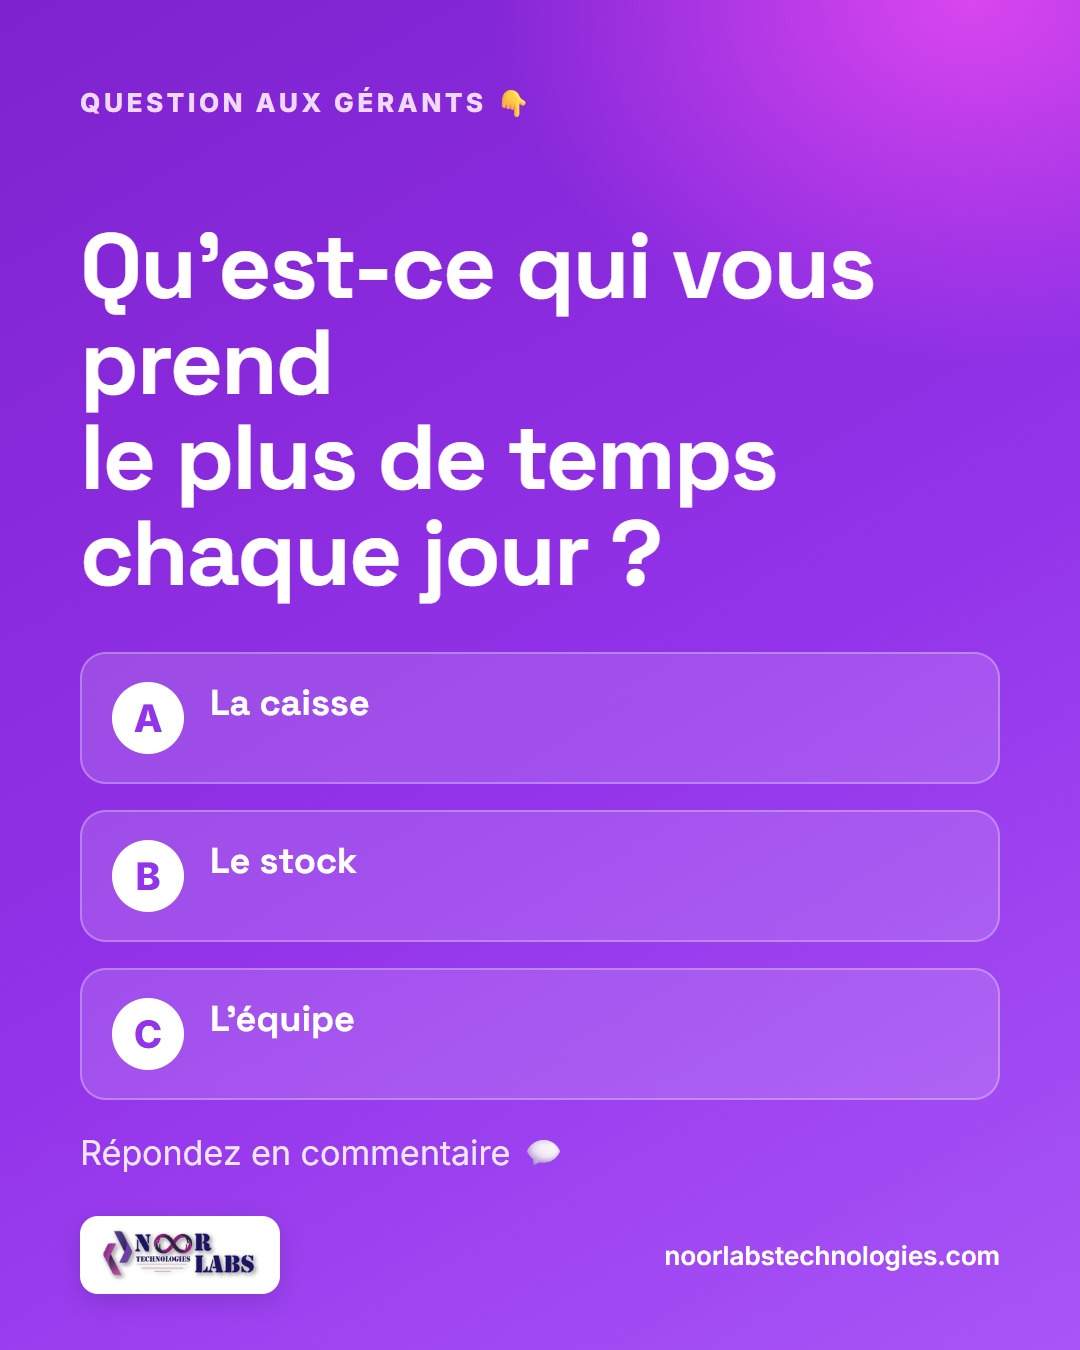 QUESTION AUX GÉRANTS 👇
Qu’est-ce qui vous
prend
le plus de temps
chaque jour ?
A La caisse
B Le stock
C L’équipe
Répondez en commentaire 💬
NOOR
TECHNOLOGIES LABS
noorlabstechnologies.com